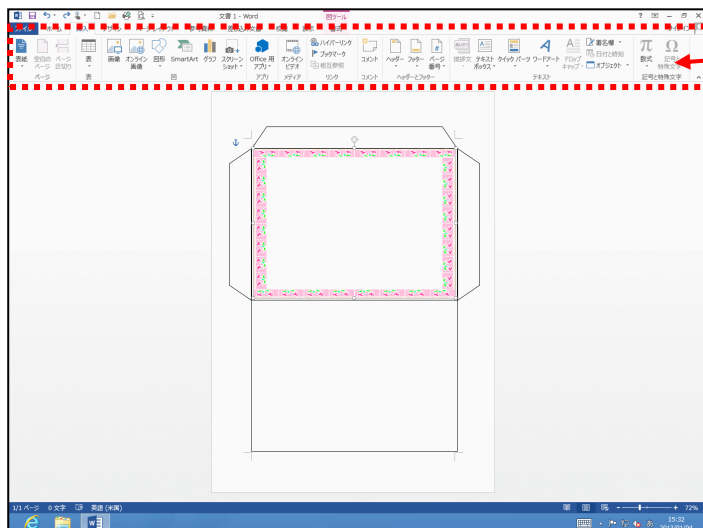 文書 1 - Word
図ツール
表紙 空白の ページ 表 画像 オンライン 図形 SmartArt グラフ スクリーン Office 用 オンライン ハイパーリンク コメント ヘッダー フッター ページ 挨拶文 テキスト クイック パーツ ワードアート ドロップ 署名欄 数式 記号と
ページ 区切り 画像 ショット アプリ ビデオ ブックマーク 番号 ボックス キャップ 日付と時刻 特殊文字
相互参照 オブジェクト
ページ 表 図 アプリ メディア リンク コメント ヘッダーとフッター テキスト 記号と特殊文字
1/1 ページ 0 文字 英語 (米国) 72%
15:32